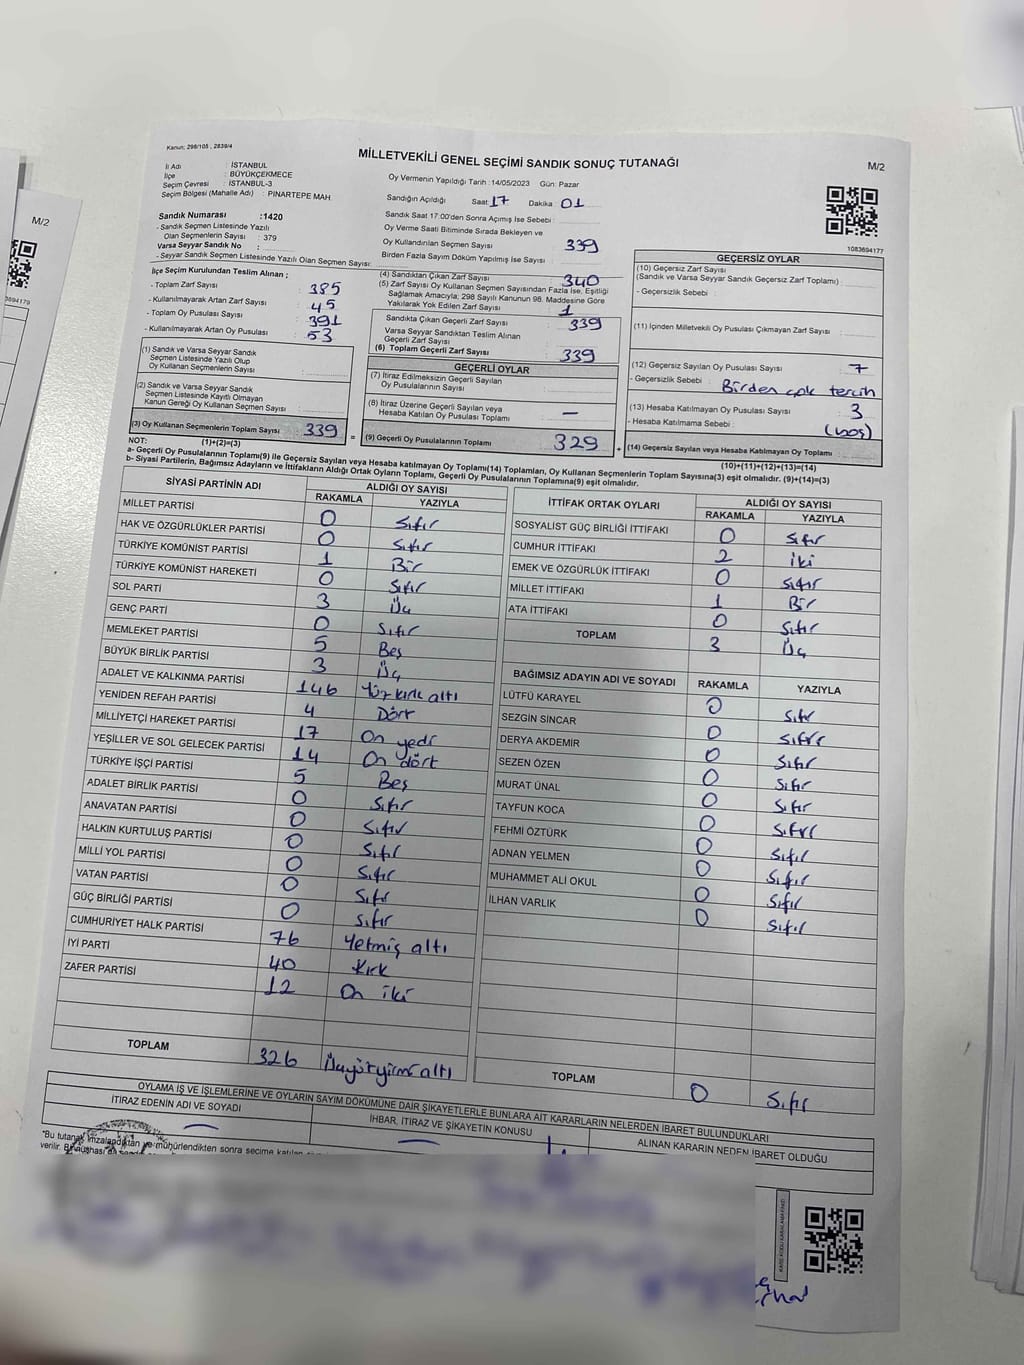 Kanun: 298/105 , 2839/4
MİLLETVEKİLİ GENEL SEÇİMİ SANDIK SONUÇ TUTANAĞI
M/2
İl Adı : İSTANBUL
İlçe : BÜYÜKÇEKMECE
Seçim Çevresi : İSTANBUL-3
Seçim Bölgesi (Mahalle Adı) : PINARTEPE MAH.
Oy Vermenin Yapıldığı Tarih :14/05/2023 Gün: Pazar
Sandığın Açıldığı Saat: 17 Dakika: 01
Sandık Numarası :1420
- Sandık Seçmen Listesinde Yazılı
Olan Seçmenlerin Sayısı : 379
Varsa Seyyar Sandık No :
- Seyyar Sandık Seçmen Listesinde Yazılı Olan Seçmen Sayısı:
Sandık Saat 17:00'den Sonra Açımış İse Sebebi :
Oy Verme Saati Bitiminde Sırada Bekleyen ve
Oy Kullandırılan Seçmen Sayısı 339
Birden Fazla Sayım Döküm Yapılmış İse Sayısı :
1083694177
İlçe Seçim Kurulundan Teslim Alınan ;
- Toplam Zarf Sayısı : 385
- Kullanılmayarak Artan Zarf Sayısı : 45
- Toplam Oy Pusulası Sayısı : 391
- Kullanılmayarak Artan Oy Pusulası : 53
(1) Sandık ve Varsa Seyyar Sandık
Seçmen Listesinde Yazılı Olup
Oy Kullanan Seçmenlerin Sayısı :
(2) Sandık ve Varsa Seyyar Sandık
Seçmen Listesinde Kayıtlı Olmayan
Kanun Gereği Oy Kullanan Seçmen Sayısı :
(3) Oy Kullanan Seçmenlerin Toplam Sayısı : 339
(1)+(2)=(3)
(4) Sandıktan Çıkan Zarf Sayısı : 340
(5) Zarf Sayısı Oy Kullanan Seçmen Sayısından Fazla İse, Eşitliği
Sağlamak Amacıyla; 298 Sayılı Kanunun 98. Maddesine Göre
Yakılarak Yok Edilen Zarf Sayısı : 1
Sandıkta Çıkan Geçerli Zarf Sayısı : 339
Varsa Seyyar Sandıktan Teslim Alınan
Geçerli Zarf Sayısı :
(6) Toplam Geçerli Zarf Sayısı : 339
GEÇERLİ OYLAR
(7) İtiraz Edilmeksizin Geçerli Sayılan
Oy Pusulalarının Sayısı :
(8) İtiraz Üzerine Geçerli Sayılan veya
Hesaba Katılan Oy Pusulası Toplamı : —
= (9) Geçerli Oy Pusulalarının Toplamı : 329 +
GEÇERSİZ OYLAR
(10) Geçersiz Zarf Sayısı
(Sandık ve Varsa Seyyar Sandık Geçersiz Zarf Toplamı) :
- Geçersizlik Sebebi :
(11) İçinden Milletvekili Oy Pusulası Çıkmayan Zarf Sayısı :
(12) Geçersiz Sayılan Oy Pusulası Sayısı : 7
- Geçersizlik Sebebi : Birden çok tercih
(13) Hesaba Katılmayan Oy Pusulası Sayısı : 3
- Hesaba Katılmama Sebebi : (boş)
(14) Geçersiz Sayılan veya Hesaba Katılmayan Oy Toplamı :
(10)+(11)+(12)+(13)=(14)
NOT:
a- Geçerli Oy Pusulalarının Toplamı(9) ile Geçersiz Sayılan veya Hesaba katılmayan Oy Toplamı(14) Toplamları, Oy Kullanan Seçmenlerin Toplam Sayısına(3) eşit olmalıdır. (9)+(14)=(3)
b- Siyasi Partilerin, Bağımsız Adayların ve İttifakların Aldığı Ortak Oyların Toplamı, Geçerli Oy Pusulalarının Toplamına(9) eşit olmalıdır.
SİYASİ PARTİNİN ADI ALDIĞI OY SAYISI
RAKAMLA YAZIYLA
MİLLET PARTİSİ 0 Sıfır
HAK VE ÖZGÜRLÜKLER PARTİSİ 0 Sıfır
TÜRKİYE KOMÜNİST PARTİSİ 1 Bir
TÜRKİYE KOMÜNİST HAREKETİ 0 Sıfır
SOL PARTİ 3 Üç
GENÇ PARTİ 0 Sıfır
MEMLEKET PARTİSİ 5 Beş
BÜYÜK BİRLİK PARTİSİ 3 Üç
ADALET VE KALKINMA PARTİSİ 146 Yüz kırk altı
YENİDEN REFAH PARTİSİ 4 Dört
MİLLİYETÇİ HAREKET PARTİSİ 17 On yedi
YEŞİLLER VE SOL GELECEK PARTİSİ 14 On dört
TÜRKİYE İŞÇİ PARTİSİ 5 Beş
ADALET BİRLİK PARTİSİ 0 Sıfır
ANAVATAN PARTİSİ 0 Sıfır
HALKIN KURTULUŞ PARTİSİ 0 Sıfır
MİLLİ YOL PARTİSİ 0 Sıfır
VATAN PARTİSİ 0 Sıfır
GÜÇ BİRLİĞİ PARTİSİ 0 Sıfır
CUMHURİYET HALK PARTİSİ 76 Yetmiş altı
İYİ PARTİ 40 Kırk
ZAFER PARTİSİ 12 On iki
TOPLAM 326 Üçyüzyirmi altı
İTTİFAK ORTAK OYLARI ALDIĞI OY SAYISI
RAKAMLA YAZIYLA
SOSYALİST GÜÇ BİRLİĞİ İTTİFAKI 0 Sıfır
CUMHUR İTTİFAKI 2 iki
EMEK VE ÖZGÜRLÜK İTTİFAKI 0 Sıfır
MİLLET İTTİFAKI 1 Bir
ATA İTTİFAKI 0 Sıfır
TOPLAM 3 Üç
BAĞIMSIZ ADAYIN ADI VE SOYADI RAKAMLA YAZIYLA
LÜTFÜ KARAYEL 0 Sıfır
SEZGİN SİNCAR 0 Sıfır
DERYA AKDEMİR 0 Sıfır
SEZEN ÖZEN 0 Sıfır
MURAT ÜNAL 0 Sıfır
TAYFUN KOCA 0 Sıfır
FEHMİ ÖZTÜRK 0 Sıfır
ADNAN YELMEN 0 Sıfır
MUHAMMET ALİ OKUL 0 Sıfır
İLHAN VARLIK 0 Sıfır
TOPLAM 0 Sıfır
OYLAMA İŞ VE İŞLEMLERİNE VE OYLARIN SAYIM DÖKÜMÜNE DAİR ŞİKAYETLERLE BUNLARA AİT KARARLARIN NELERDEN İBARET BULUNDUKLARI
İTİRAZ EDENİN ADI VE SOYADI İHBAR, İTİRAZ VE ŞİKAYETİN KONUSU ALINAN KARARIN NEDEN İBARET OLDUĞU
— —
*Bu tutanak imzalandıktan ve mühürlendikten sonra seçime katılan
verilir.
M/2